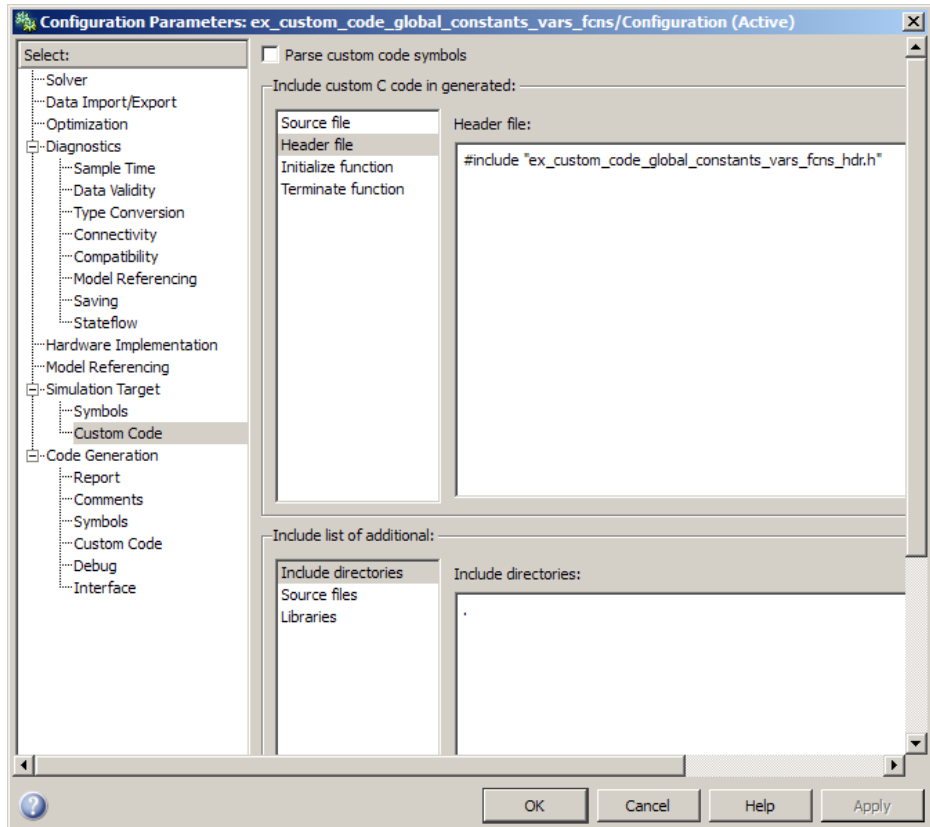 Configuration Parameters: ex_custom_code_global_constants_vars_fcns/Configuration (Active)
Select:
Solver
Data Import/Export
Optimization
Diagnostics
Sample Time
Data Validity
Type Conversion
Connectivity
Compatibility
Model Referencing
Saving
Stateflow
Hardware Implementation
Model Referencing
Simulation Target
Symbols
Custom Code
Code Generation
Report
Comments
Symbols
Custom Code
Debug
Interface
Parse custom code symbols
Include custom C code in generated:
Source file
Header file
Initialize function
Terminate function
Header file:
#include "ex_custom_code_global_constants_vars_fcns_hdr.h"
Include list of additional:
Include directories
Source files
Libraries
Include directories:
.
OK
Cancel
Help
Apply